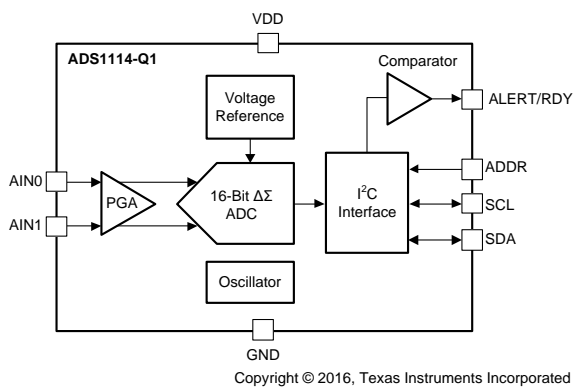 VDD
ADS1114-Q1
Comparator
Voltage
Reference
ALERT/RDY
ADDR
AIN0
PGA
16-Bit ΔΣ
ADC
I²C
Interface
SCL
AIN1
SDA
Oscillator
GND
Copyright © 2016, Texas Instruments Incorporated